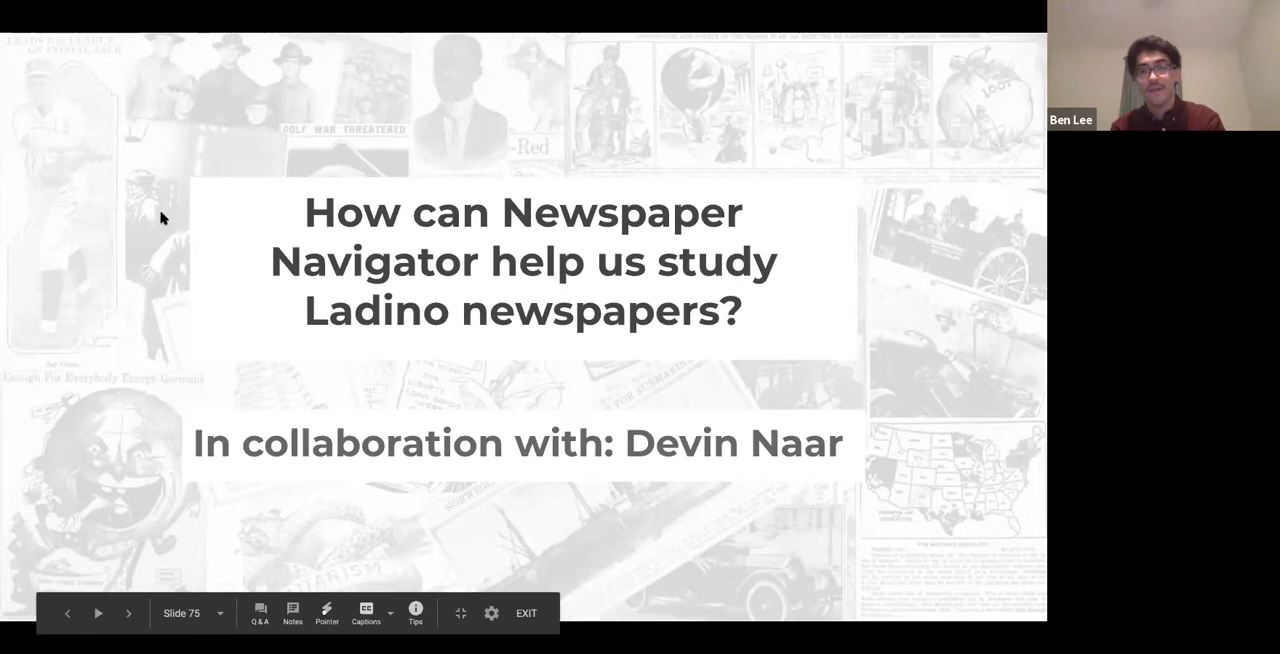 GOLF WAR THREATENED
-Red
LOOT
Ben Lee
How can Newspaper
Navigator help us study
Ladino newspapers?
Enough For Everybody Except Germany
In collaboration with: Devin Naar
Slide 75
Q & A
Notes
Pointer
Captions
Tips
EXIT